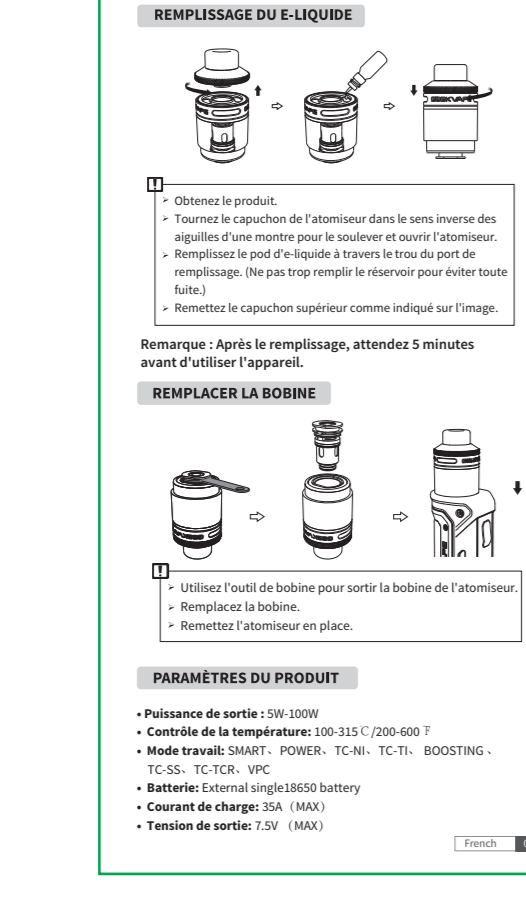 REMPLISSAGE DU E-LIQUIDE
Obtenez le produit.
Tournez le capuchon de l'atomiseur dans le sens inverse des
aiguilles d'une montre pour le soulever et ouvrir l'atomiseur.
Remplissez le pod d'e-liquide à travers le trou du port de
remplissage. (Ne pas trop remplir le réservoir pour éviter toute
fuite.)
Remettez le capuchon supérieur comme indiqué sur l'image.
Remarque : Après le remplissage, attendez 5 minutes
avant d'utiliser l'appareil.
REMPLACER LA BOBINE
Utilisez l'outil de bobine pour sortir la bobine de l'atomiseur.
Remplacez la bobine.
Remettez l'atomiseur en place.
PARAMÈTRES DU PRODUIT
• Puissance de sortie : 5W-100W
• Contrôle de la température: 100-315℃/200-600℉
• Mode travail: SMART、POWER、TC-NI、TC-TI、 BOOSTING 、
TC-SS、TC-TCR、VPC
• Batterie: External single18650 battery
• Courant de charge: 35A（MAX）
• Tension de sortie: 7.5V （MAX）
French